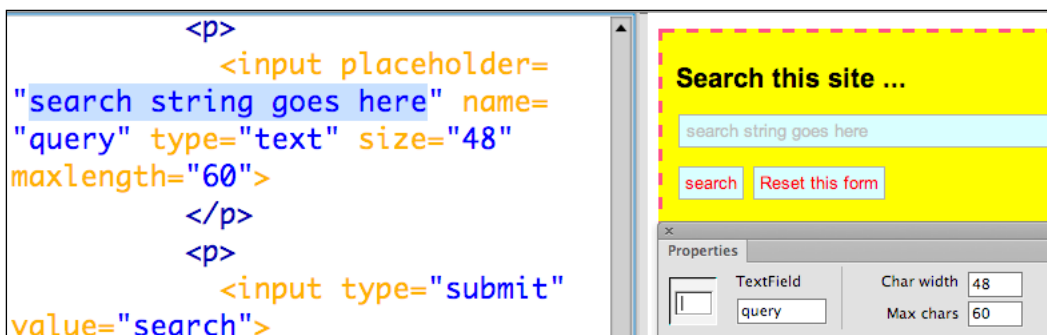 <p>
<input placeholder=
"search string goes here" name=
"query" type="text" size="48"
maxlength="60">
</p>
<p>
<input type="submit"
value="search">
Search this site ...
search string goes here
search Reset this form
Properties
TextField Char width 48
query Max chars 60